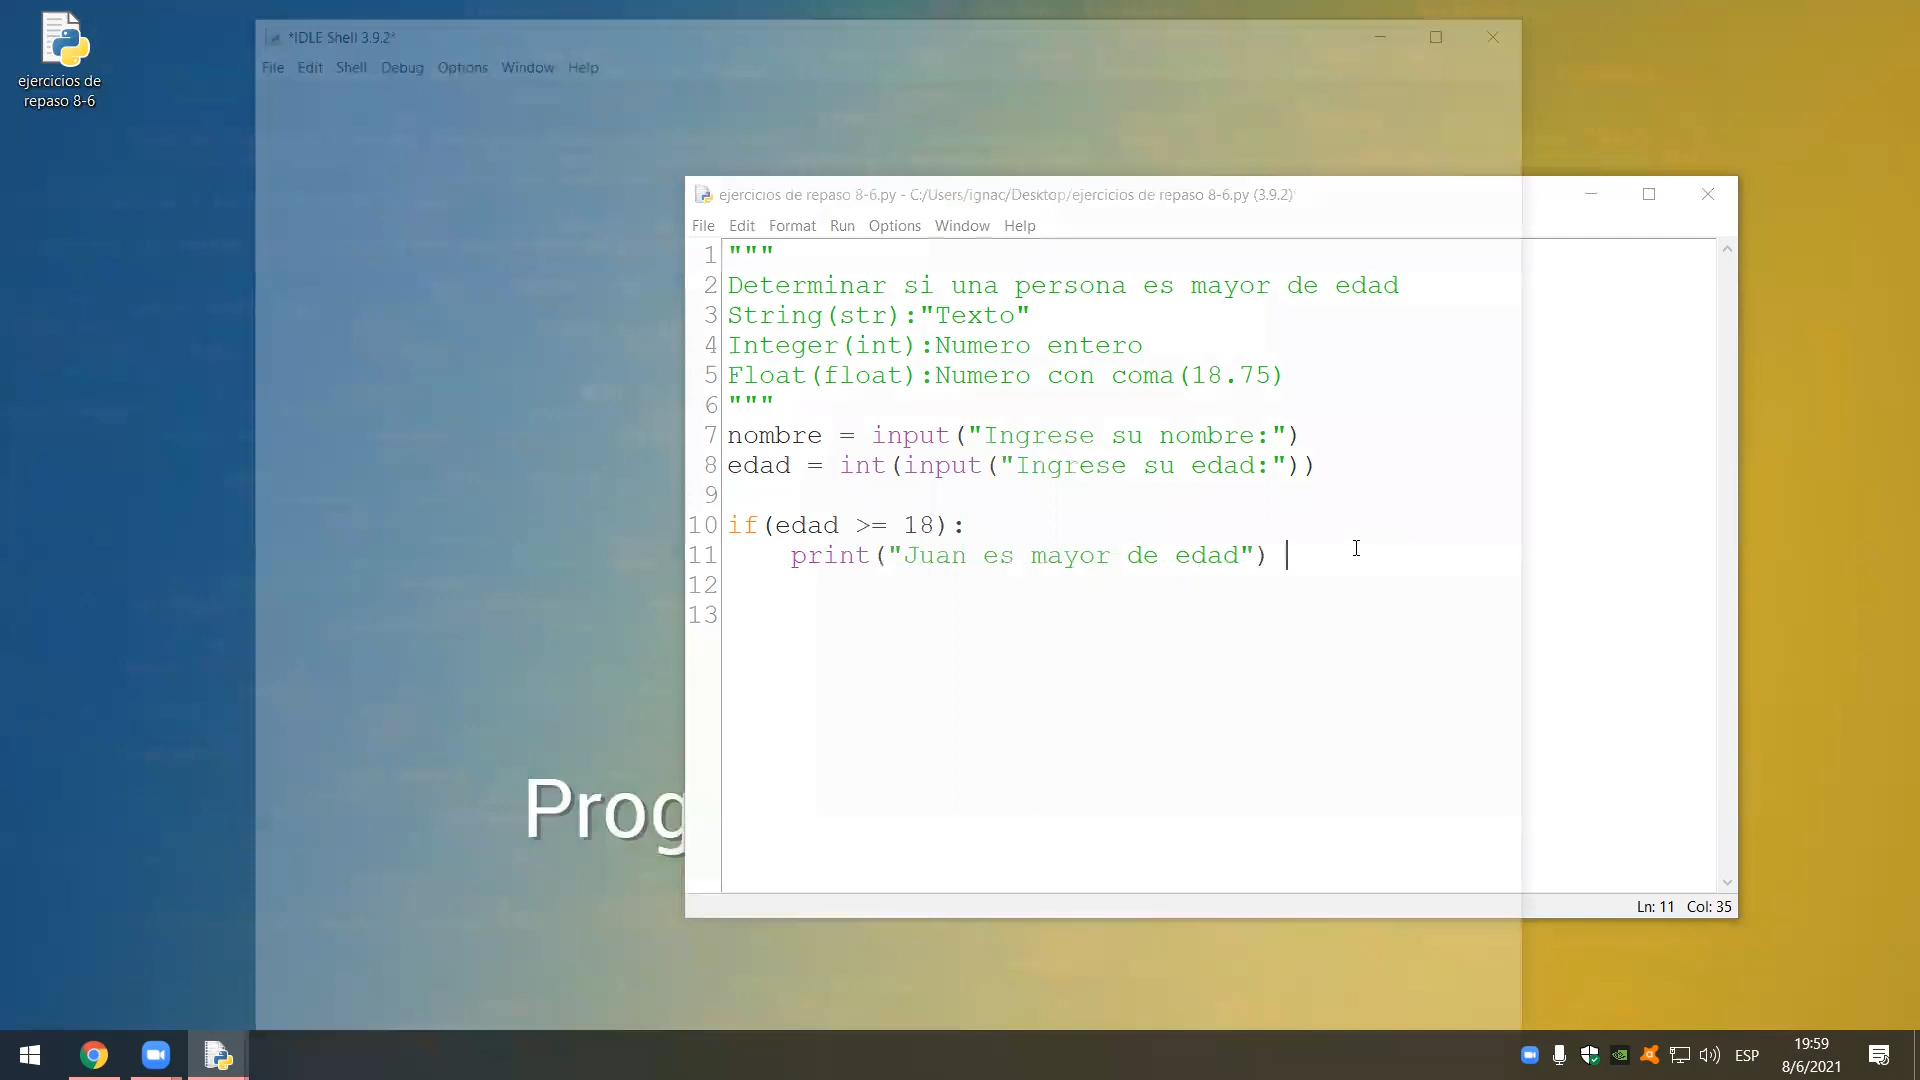 ejercicios de
repaso 8-6
*IDLE Shell 3.9.2*
File Edit Shell Debug Options Window Help
ejercicios de repaso 8-6.py - C:/Users/ignac/Desktop/ejercicios de repaso 8-6.py (3.9.2)*
File Edit Format Run Options Window Help
1 """
2 Determinar si una persona es mayor de edad
3 String(str):"Texto"
4 Integer(int):Numero entero
5 Float(float):Numero con coma(18.75)
6 """
7 nombre = input("Ingrese su nombre:")
8 edad = int(input("Ingrese su edad:"))
9
10 if(edad >= 18):
11     print("Juan es mayor de edad")
12
13
Prog
Ln: 11 Col: 35
ESP
19:59
8/6/2021